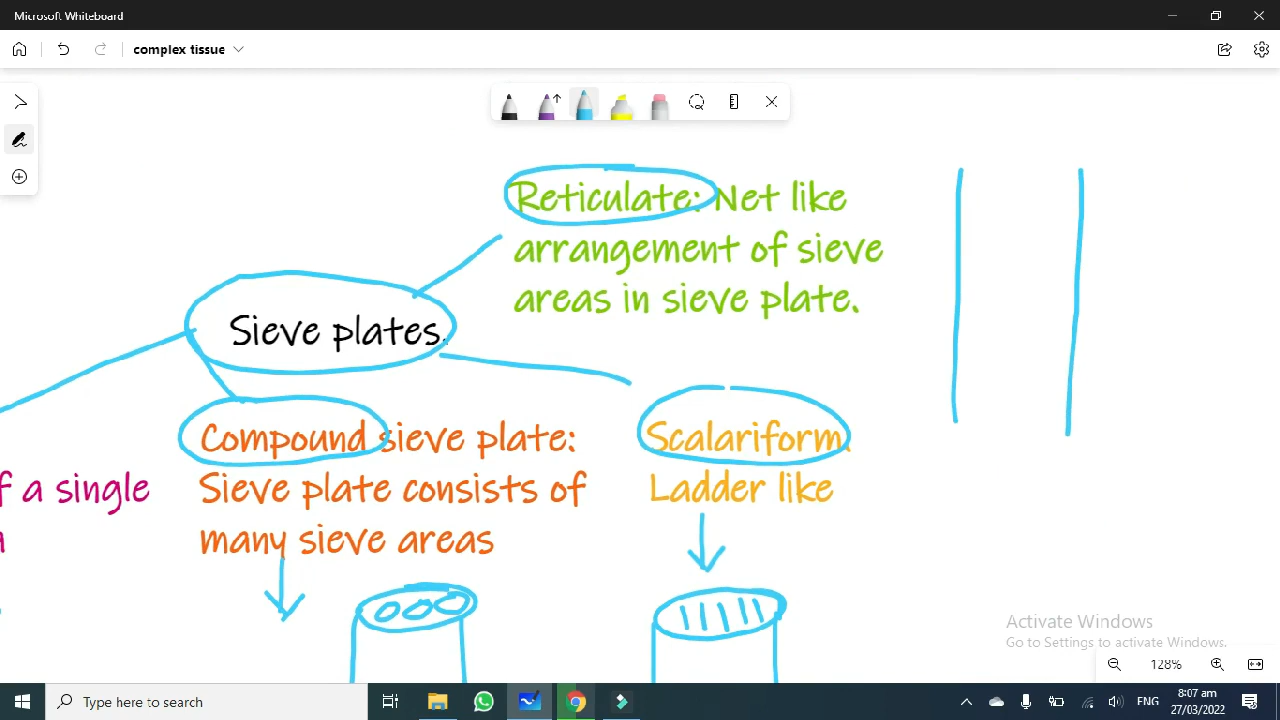 Microsoft Whiteboard
complex tissue
Reticulate: Net like
arrangement of sieve
areas in sieve plate.
Sieve plates.
Compound sieve plate:
Sieve plate consists of
many sieve areas
Scalariform.
Ladder like
f a single
Activate Windows
Go to Settings to activate Windows.
128%
Type here to search
ENG
8:07 am
27/03/2022